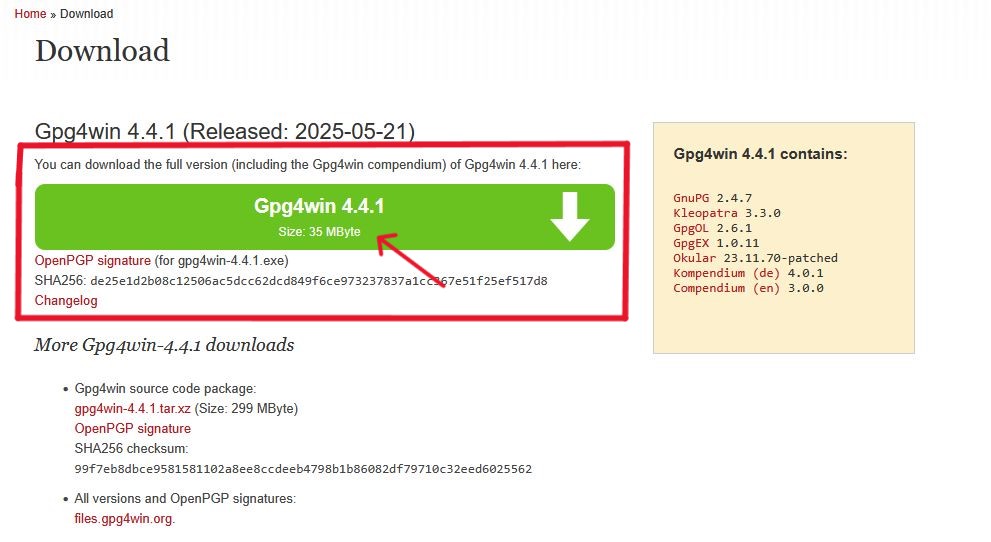 Home » Download
Download
Gpg4win 4.4.1 (Released: 2025-05-21)
You can download the full version (including the Gpg4win compendium) of Gpg4win 4.4.1 here:
Gpg4win 4.4.1
Size: 35 MByte
OpenPGP signature (for gpg4win-4.4.1.exe)
SHA256:
Changelog
More Gpg4win-4.4.1 downloads
• Gpg4win source code package:
gpg4win-4.4.1.tar.xz (Size: 299 MByte)
OpenPGP signature
SHA256 checksum:
99f7eb8dbce9581581102a8ee8ccdeeb4798b1b86082df79710c32eed6025562
• All versions and OpenPGP signatures:
files.gpg4win.org.
Gpg4win 4.4.1 contains:
GnuPG 2.4.7
Kleopatra 3.3.0
GpgOL 2.6.1
GpgEX 1.0.11
Okular 23.11.70-patched
Kompendium (de) 4.0.1
Compendium (en) 3.0.0